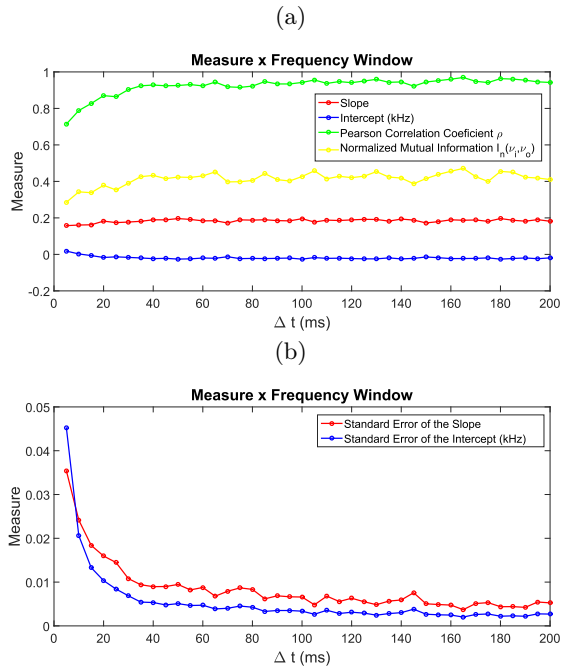 (a)
Measure x Frequency Window
Measure
1
0.8
0.6
0.4
0.2
0
-0.2
Slope
Intercept (kHz)
Pearson Correlation Coeficient ρ
Normalized Mutual Information I_n(ν_i,ν_o)
0 20 40 60 80 100 120 140 160 180 200
Δ t (ms)
(b)
Measure x Frequency Window
Measure
0.05
0.04
0.03
0.02
0.01
0
Standard Error of the Slope
Standard Error of the Intercept (kHz)
0 20 40 60 80 100 120 140 160 180 200
Δ t (ms)